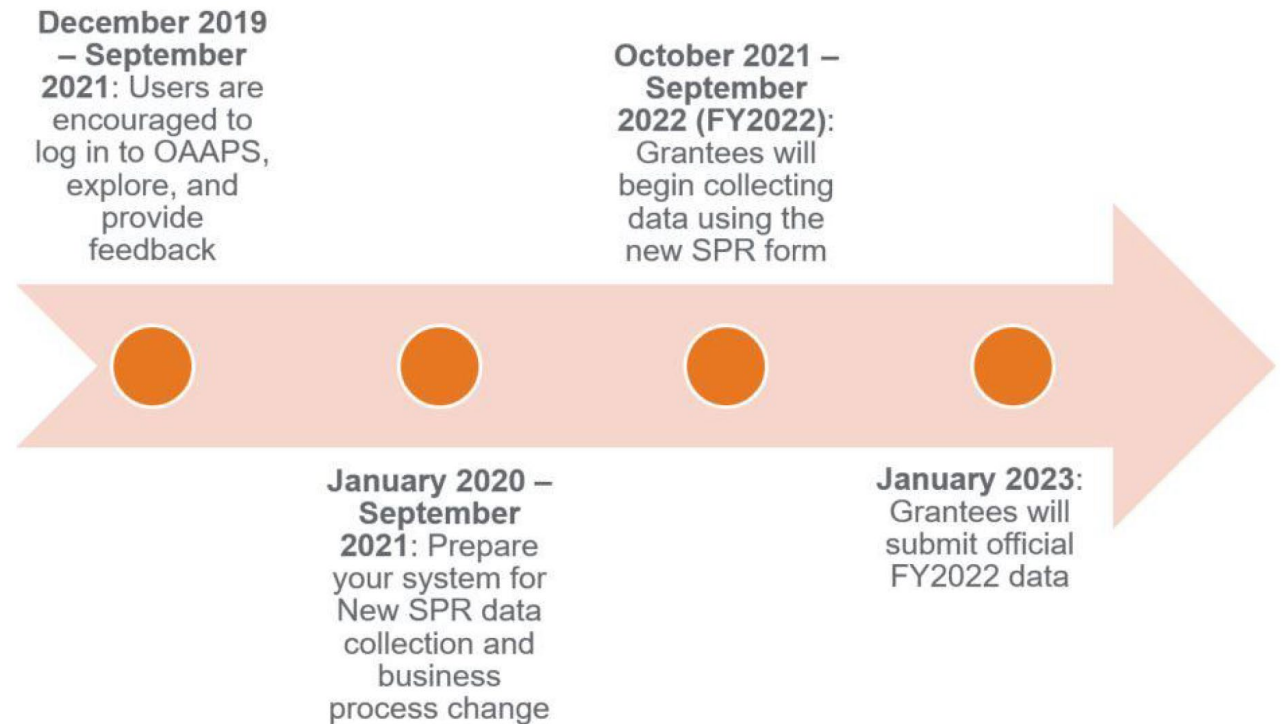 December 2019
– September
2021: Users are
encouraged to
log in to OAAPS,
explore, and
provide
feedback
January 2020 –
September
2021: Prepare
your system for
New SPR data
collection and
business
process change
October 2021 –
September
2022 (FY2022):
Grantees will
begin collecting
data using the
new SPR form
January 2023:
Grantees will
submit official
FY2022 data